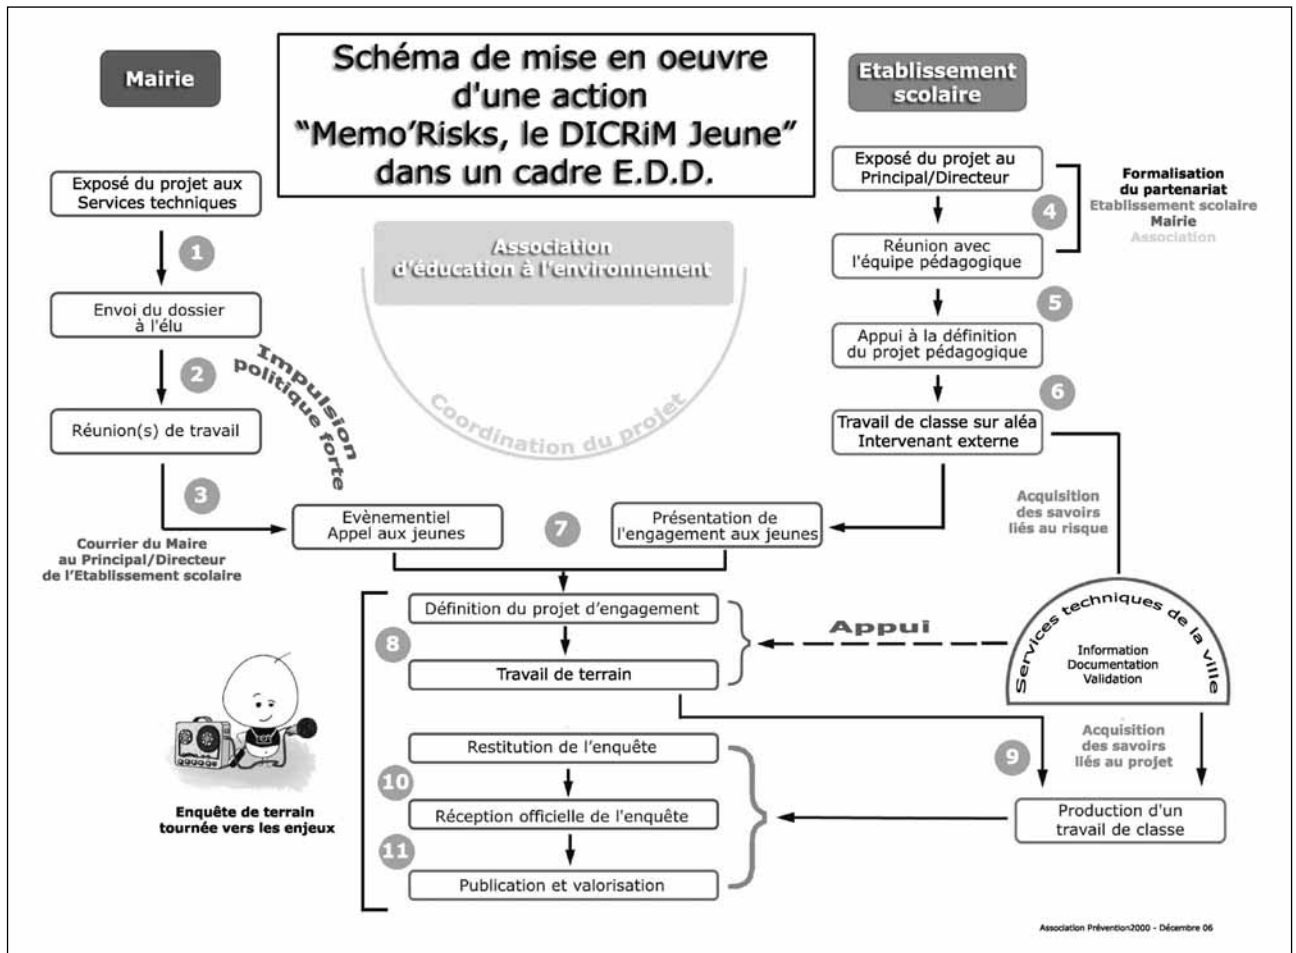 Schéma de mise en oeuvre
d'une action
“Memo’Risks, le DICRiM Jeune”
dans un cadre E.D.D.
Mairie
Exposé du projet aux
Services techniques
1
Envoi du dossier
à l'élu
2
Impulsion
politique forte
Réunion(s) de travail
3
Courrier du Maire
au Principal/Directeur
de l’Etablissement scolaire
Association
d’éducation à l’environnement
Coordination du projet
Etablissement
scolaire
Exposé du projet au
Principal/Directeur
4
Formalisation
du partenariat
Etablissement scolaire
Mairie
Association
Réunion avec
l'équipe pédagogique
5
Appui à la définition
du projet pédagogique
6
Travail de classe sur aléa
Intervenant externe
Acquisition
des savoirs
liés au risque
Evènementiel
Appel aux jeunes
7
Présentation de
l'engagement aux jeunes
Définition du projet d’engagement
8
Travail de terrain
Appui
Services techniques de la ville
Information
Documentation
Validation
Restitution de l’enquête
9
Acquisition
des savoirs
liés au projet
10
Réception officielle de l'enquête
Production d'un
travail de classe
11
Publication et valorisation
Enquête de terrain
tournée vers les enjeux
Association Prévention2000 - Décembre 06